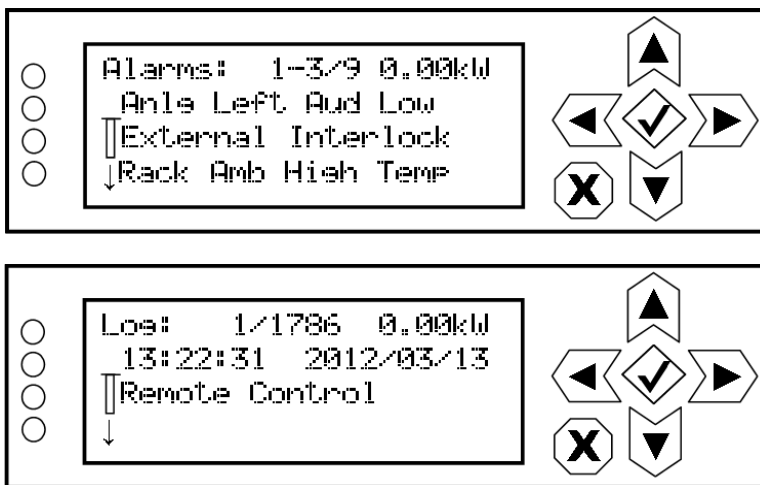 Alarms: 1-3/9 0.00kW
Anlg Left Aud Low
External Interlock
Rack Amb High Temp
X
Log: 1/1786 0.00kW
13:22:31 2012/03/13
Remote Control
X